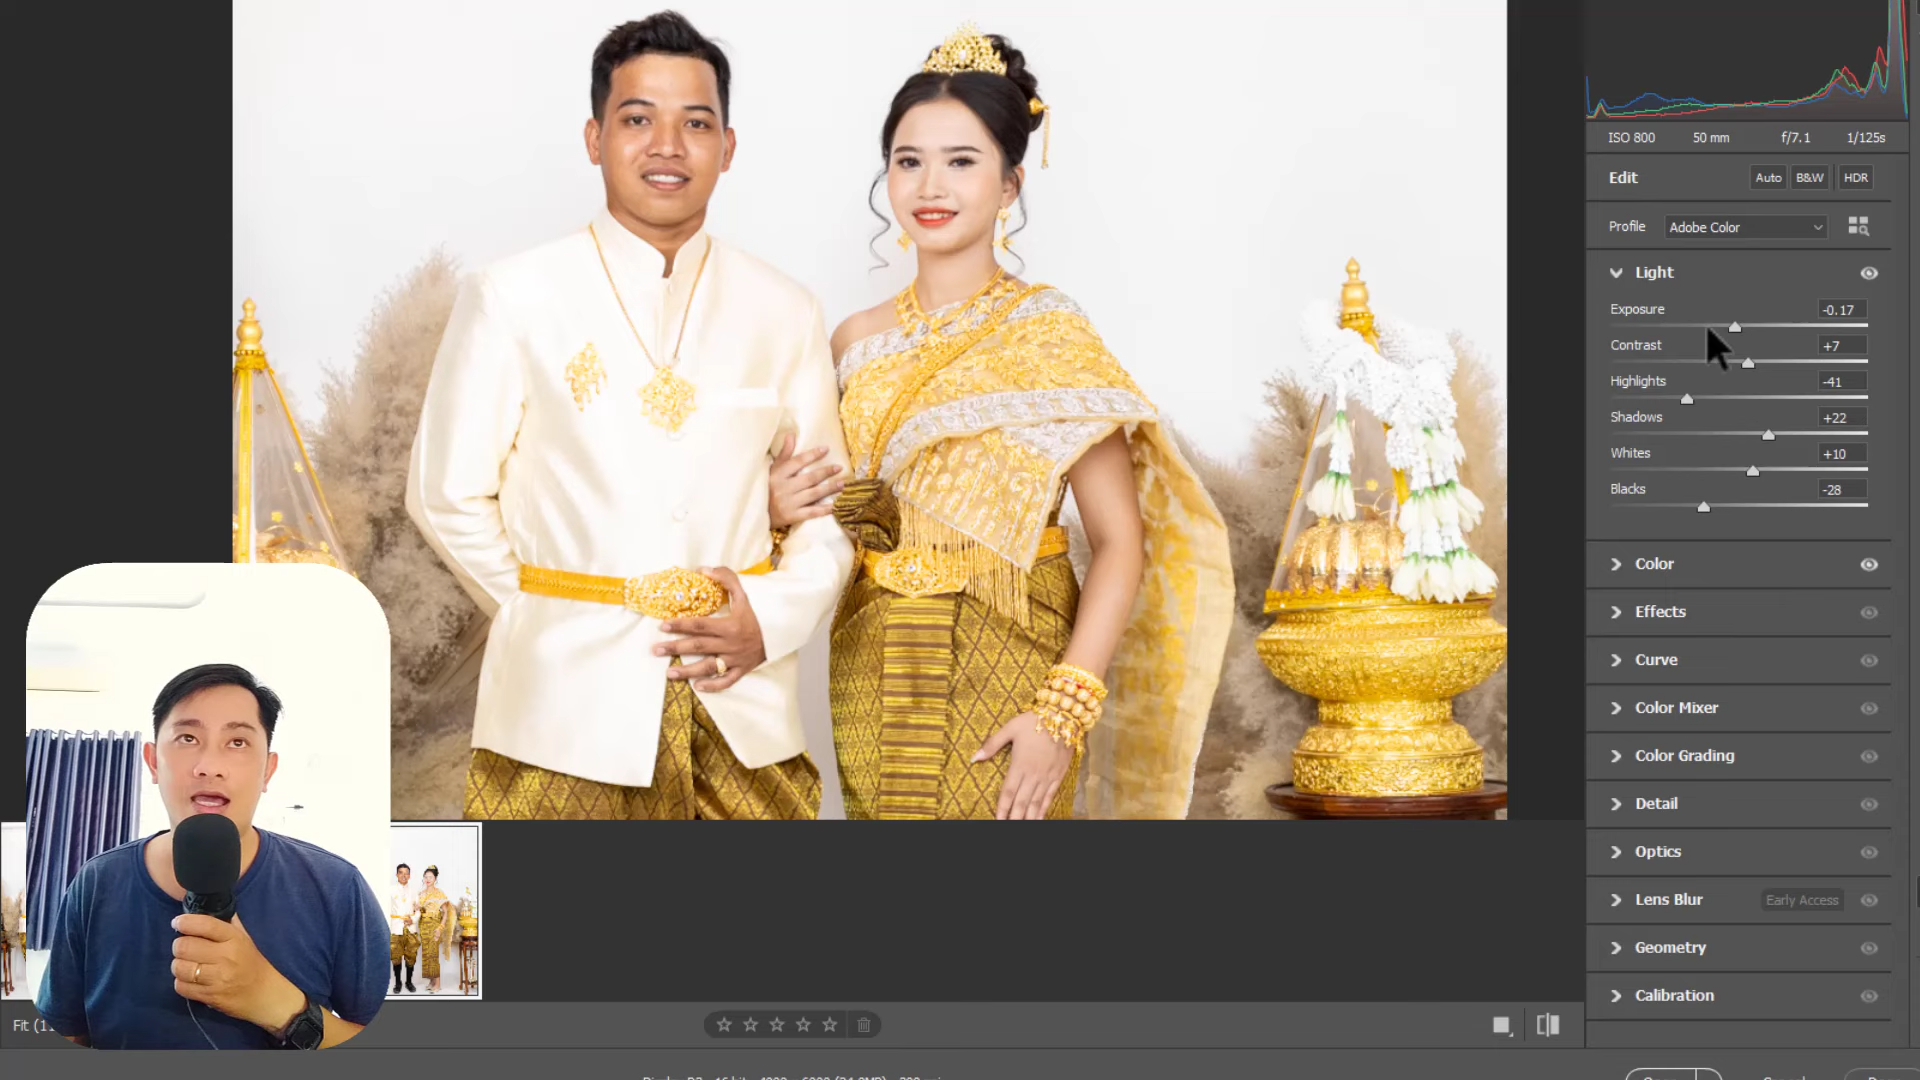 ISO 800 50 mm f/7.1 1/125s
Edit Auto B&W HDR
Profile Adobe Color
Light
Exposure -0.17
Contrast +7
Highlights -41
Shadows +22
Whites +10
Blacks -28
Color
Effects
Curve
Color Mixer
Color Grading
Detail
Optics
Lens Blur Early Access
Geometry
Calibration
Fit